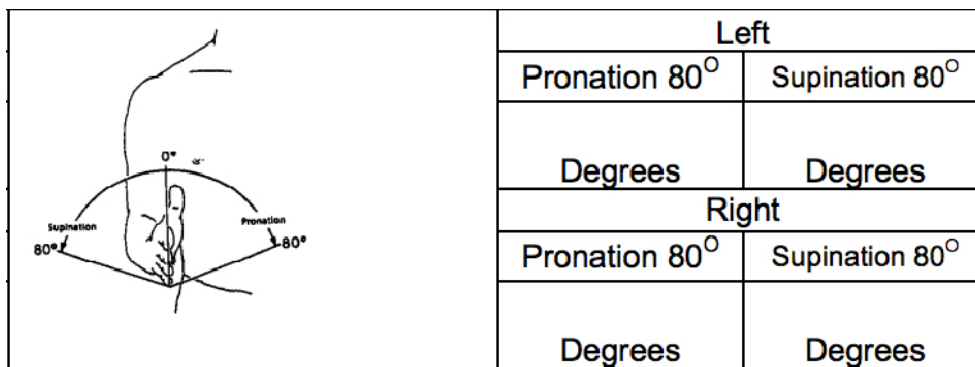 0°
Supination
Pronation
80°
80°
Left
Pronation 80° Supination 80°
Degrees Degrees
Right
Pronation 80° Supination 80°
Degrees Degrees